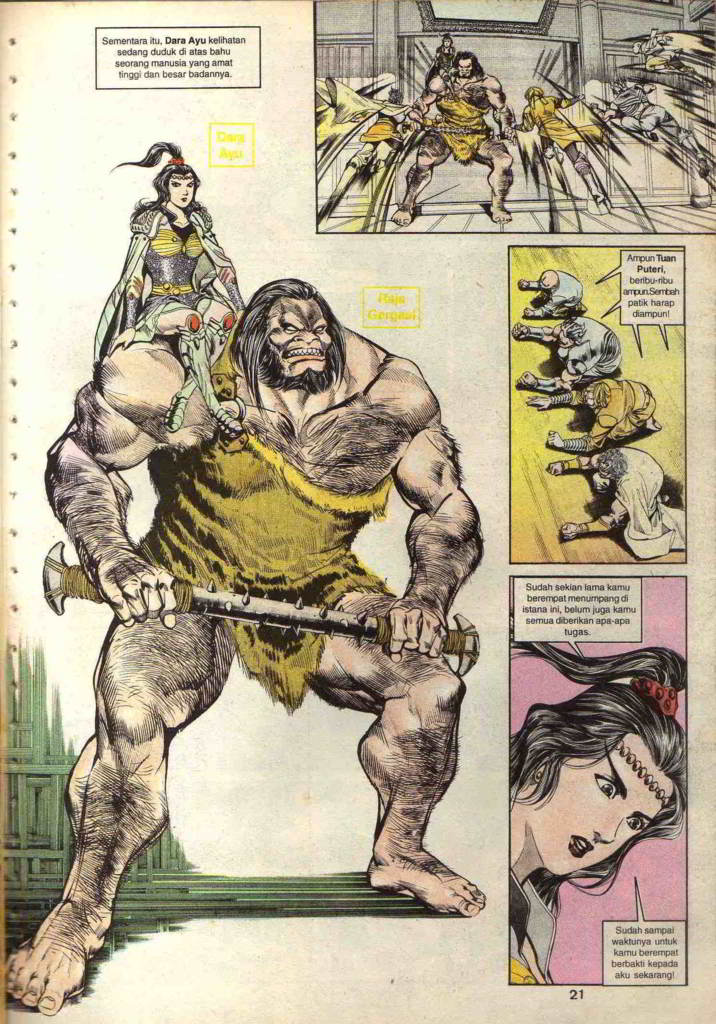 Sementara itu, Dara Ayu kelihatan
sedang duduk di atas bahu
seorang manusia yang amat
tinggi dan besar badannya.
Dara
Ayu
Raja
Gergasi
Ampun Tuan
Puteri,
beribu-ribu
ampun.Sembah
patik harap
diampun!
Sudah sekian lama kamu
berempat menumpang di
istana ini, belum juga kamu
semua diberikan apa-apa
tugas.
Sudah sampai
waktunya untuk
kamu berempat
berbakti kepada
aku sekarang!
21